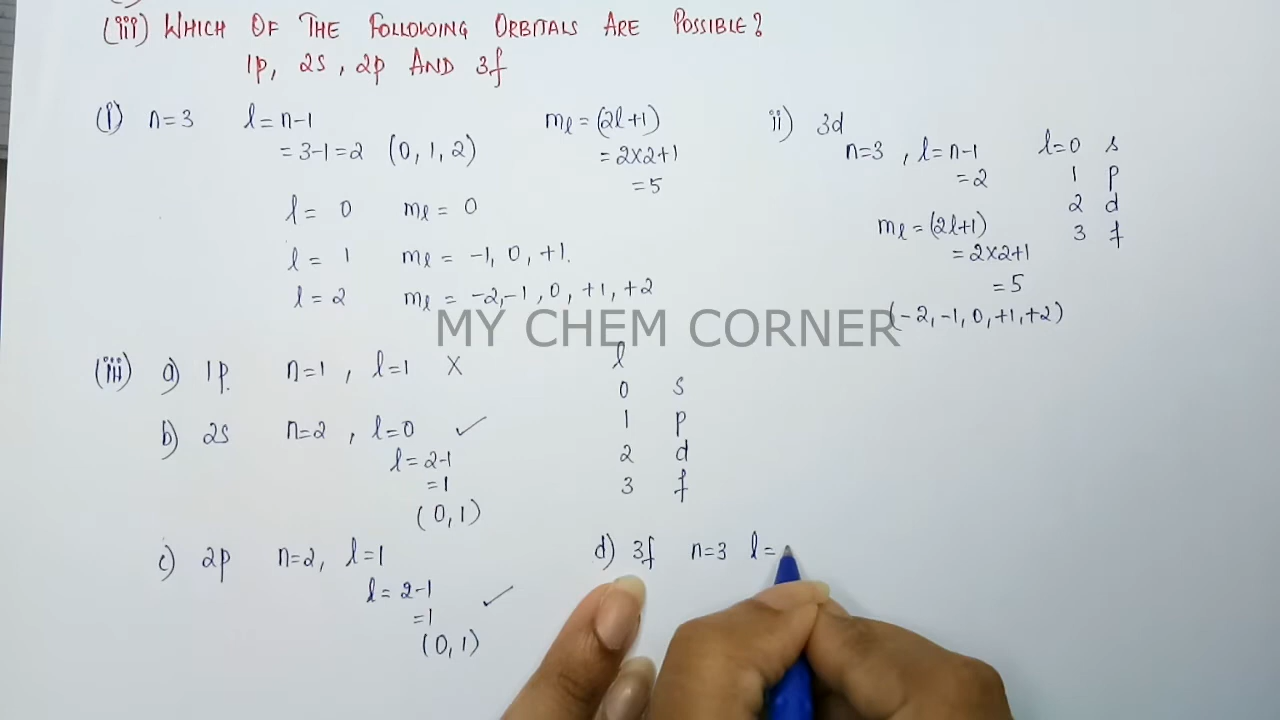 (iii) WHICH OF THE FOLLOWING ORBITALS ARE POSSIBLE?
1p, 2s, 2p AND 3f
(i) n=3 l=n-1
=3-1=2 (0, 1, 2)
l = 0 ml = 0
l = 1 ml = -1, 0, +1.
l = 2 ml = -2, -1, 0, +1, +2
ml = (2l+1)
=2x2+1
=5
ii) 3d
n=3, l=n-1
=2
ml = (2l+1)
=2x2+1
=5
(-2, -1, 0, +1, +2)
l=0 s
1 p
2 d
3 f
MY CHEM CORNER
(iii) a) 1p. n=1, l=1 X
b) 2s n=2, l=0 ✓
l=2-1
=1
(0, 1)
c) 2p n=2, l=1
l= 2-1 ✓
=1
(0, 1)
l
0 s
1 p
2 d
3 f
d) 3f n=3 l=